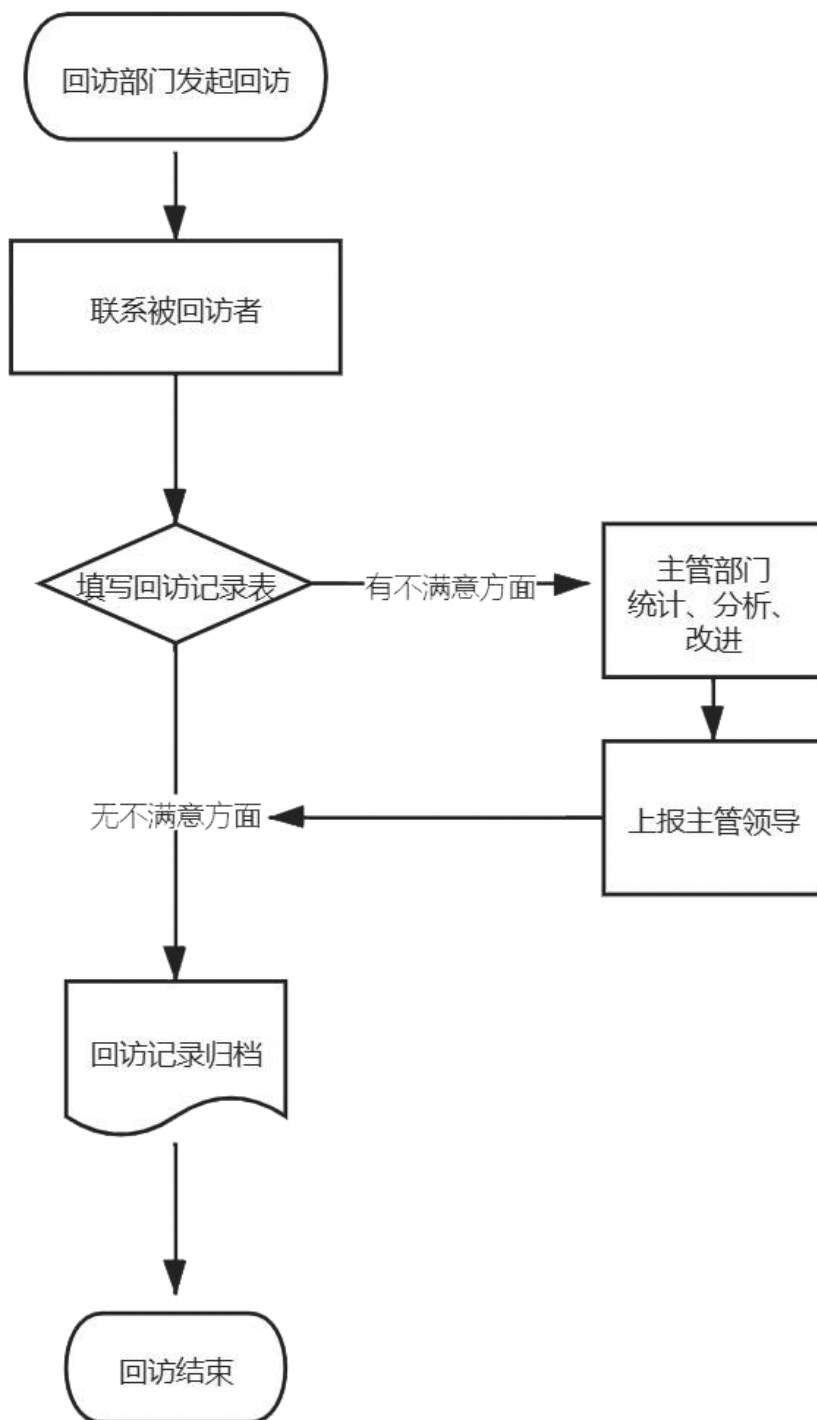 回访部门发起回访
联系被回访者
填写回访记录表
有不满意方面
主管部门
统计、分析、
改进
上报主管领导
无不满意方面
回访记录归档
回访结束